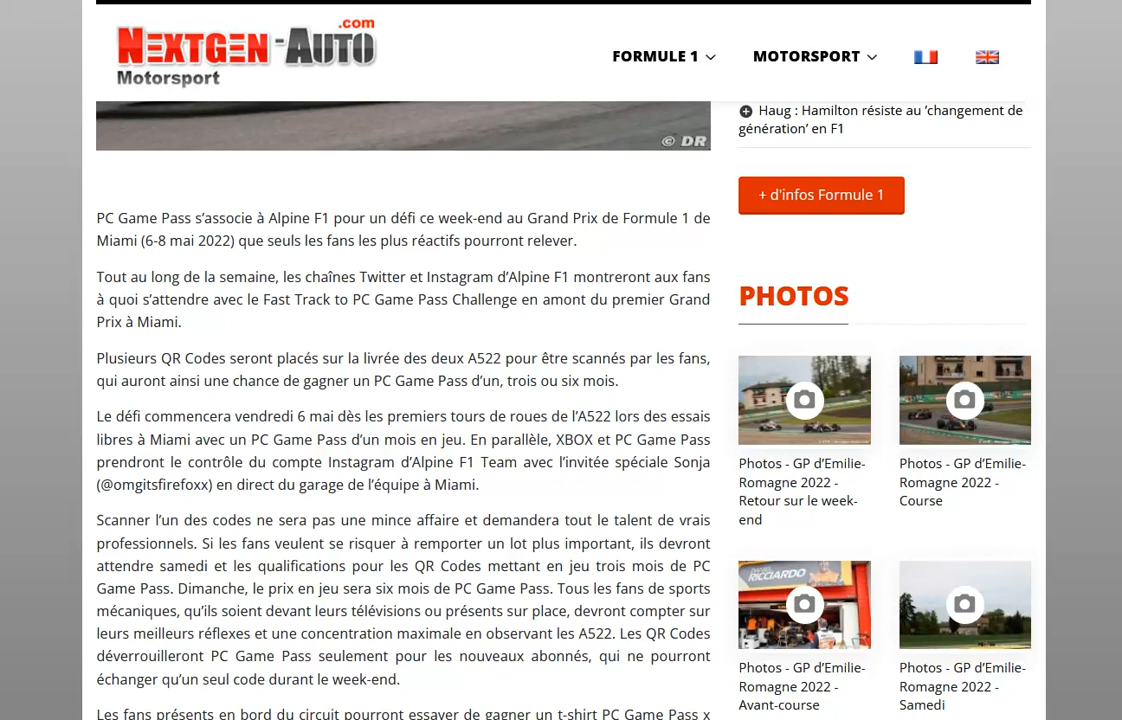 NEXTGEN-AUTO.com
Motorsport
FORMULE 1
MOTORSPORT
© DR
PC Game Pass s’associe à Alpine F1 pour un défi ce week-end au Grand Prix de Formule 1 de
Miami (6-8 mai 2022) que seuls les fans les plus réactifs pourront relever.
Tout au long de la semaine, les chaînes Twitter et Instagram d’Alpine F1 montreront aux fans
à quoi s’attendre avec le Fast Track to PC Game Pass Challenge en amont du premier Grand
Prix à Miami.
Plusieurs QR Codes seront placés sur la livrée des deux A522 pour être scannés par les fans,
qui auront ainsi une chance de gagner un PC Game Pass d’un, trois ou six mois.
Le défi commencera vendredi 6 mai dès les premiers tours de roues de l’A522 lors des essais
libres à Miami avec un PC Game Pass d’un mois en jeu. En parallèle, XBOX et PC Game Pass
prendront le contrôle du compte Instagram d’Alpine F1 Team avec l’invitée spéciale Sonja
(@omgitsfirefoxx) en direct du garage de l’équipe à Miami.
Scanner l’un des codes ne sera pas une mince affaire et demandera tout le talent de vrais
professionnels. Si les fans veulent se risquer à remporter un lot plus important, ils devront
attendre samedi et les qualifications pour les QR Codes mettant en jeu trois mois de PC
Game Pass. Dimanche, le prix en jeu sera six mois de PC Game Pass. Tous les fans de sports
mécaniques, qu’ils soient devant leurs télévisions ou présents sur place, devront compter sur
leurs meilleurs réflexes et une concentration maximale en observant les A522. Les QR Codes
déverrouilleront PC Game Pass seulement pour les nouveaux abonnés, qui ne pourront
échanger qu’un seul code durant le week-end.
Les fans présents en bord du circuit pourront essayer de gagner un t-shirt PC Game Pass x
Haug : Hamilton résiste au ‘changement de
génération’ en F1
+ d'infos Formule 1
PHOTOS
Photos - GP d’Emilie-
Romagne 2022 -
Retour sur le week-
end
Photos - GP d’Emilie-
Romagne 2022 -
Course
RICCIARDO
Photos - GP d’Emilie-
Romagne 2022 -
Avant-course
Photos - GP d’Emilie-
Romagne 2022 -
Samedi